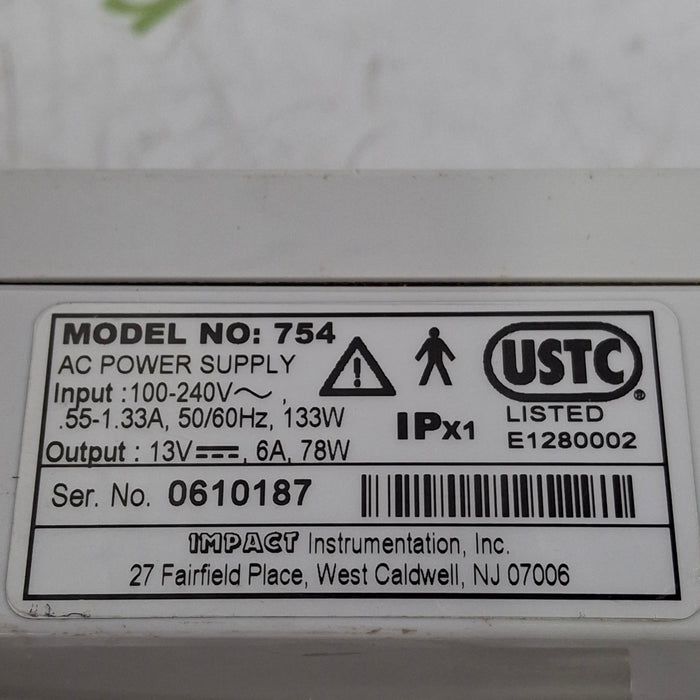 MODEL NO: 754
AC POWER SUPPLY
Input :100-240V~ ,
.55-1.33A, 50/60Hz, 133W
Output : 13V⎓, 6A, 78W
IPX1
USTC
LISTED
E1280002
Ser. No. 0610187
IMPACT Instrumentation, Inc.
27 Fairfield Place, West Caldwell, NJ 07006